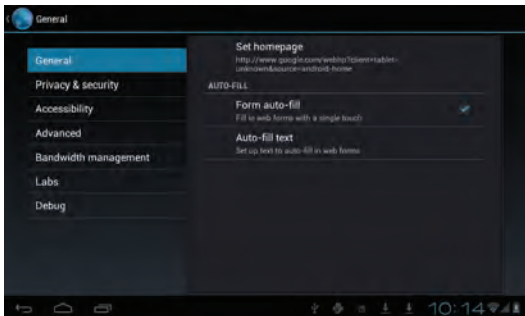 General
General
Privacy & security
Accessibility
Advanced
Bandwidth management
Labs
Debug
Set homepage
http://www.google.com/webhp?client=tablet-
unknown&source=android-home
AUTO-FILL
Form auto-fill
Fill in web forms with a single touch
Auto-fill text
Set up text to auto-fill in web forms
10:14